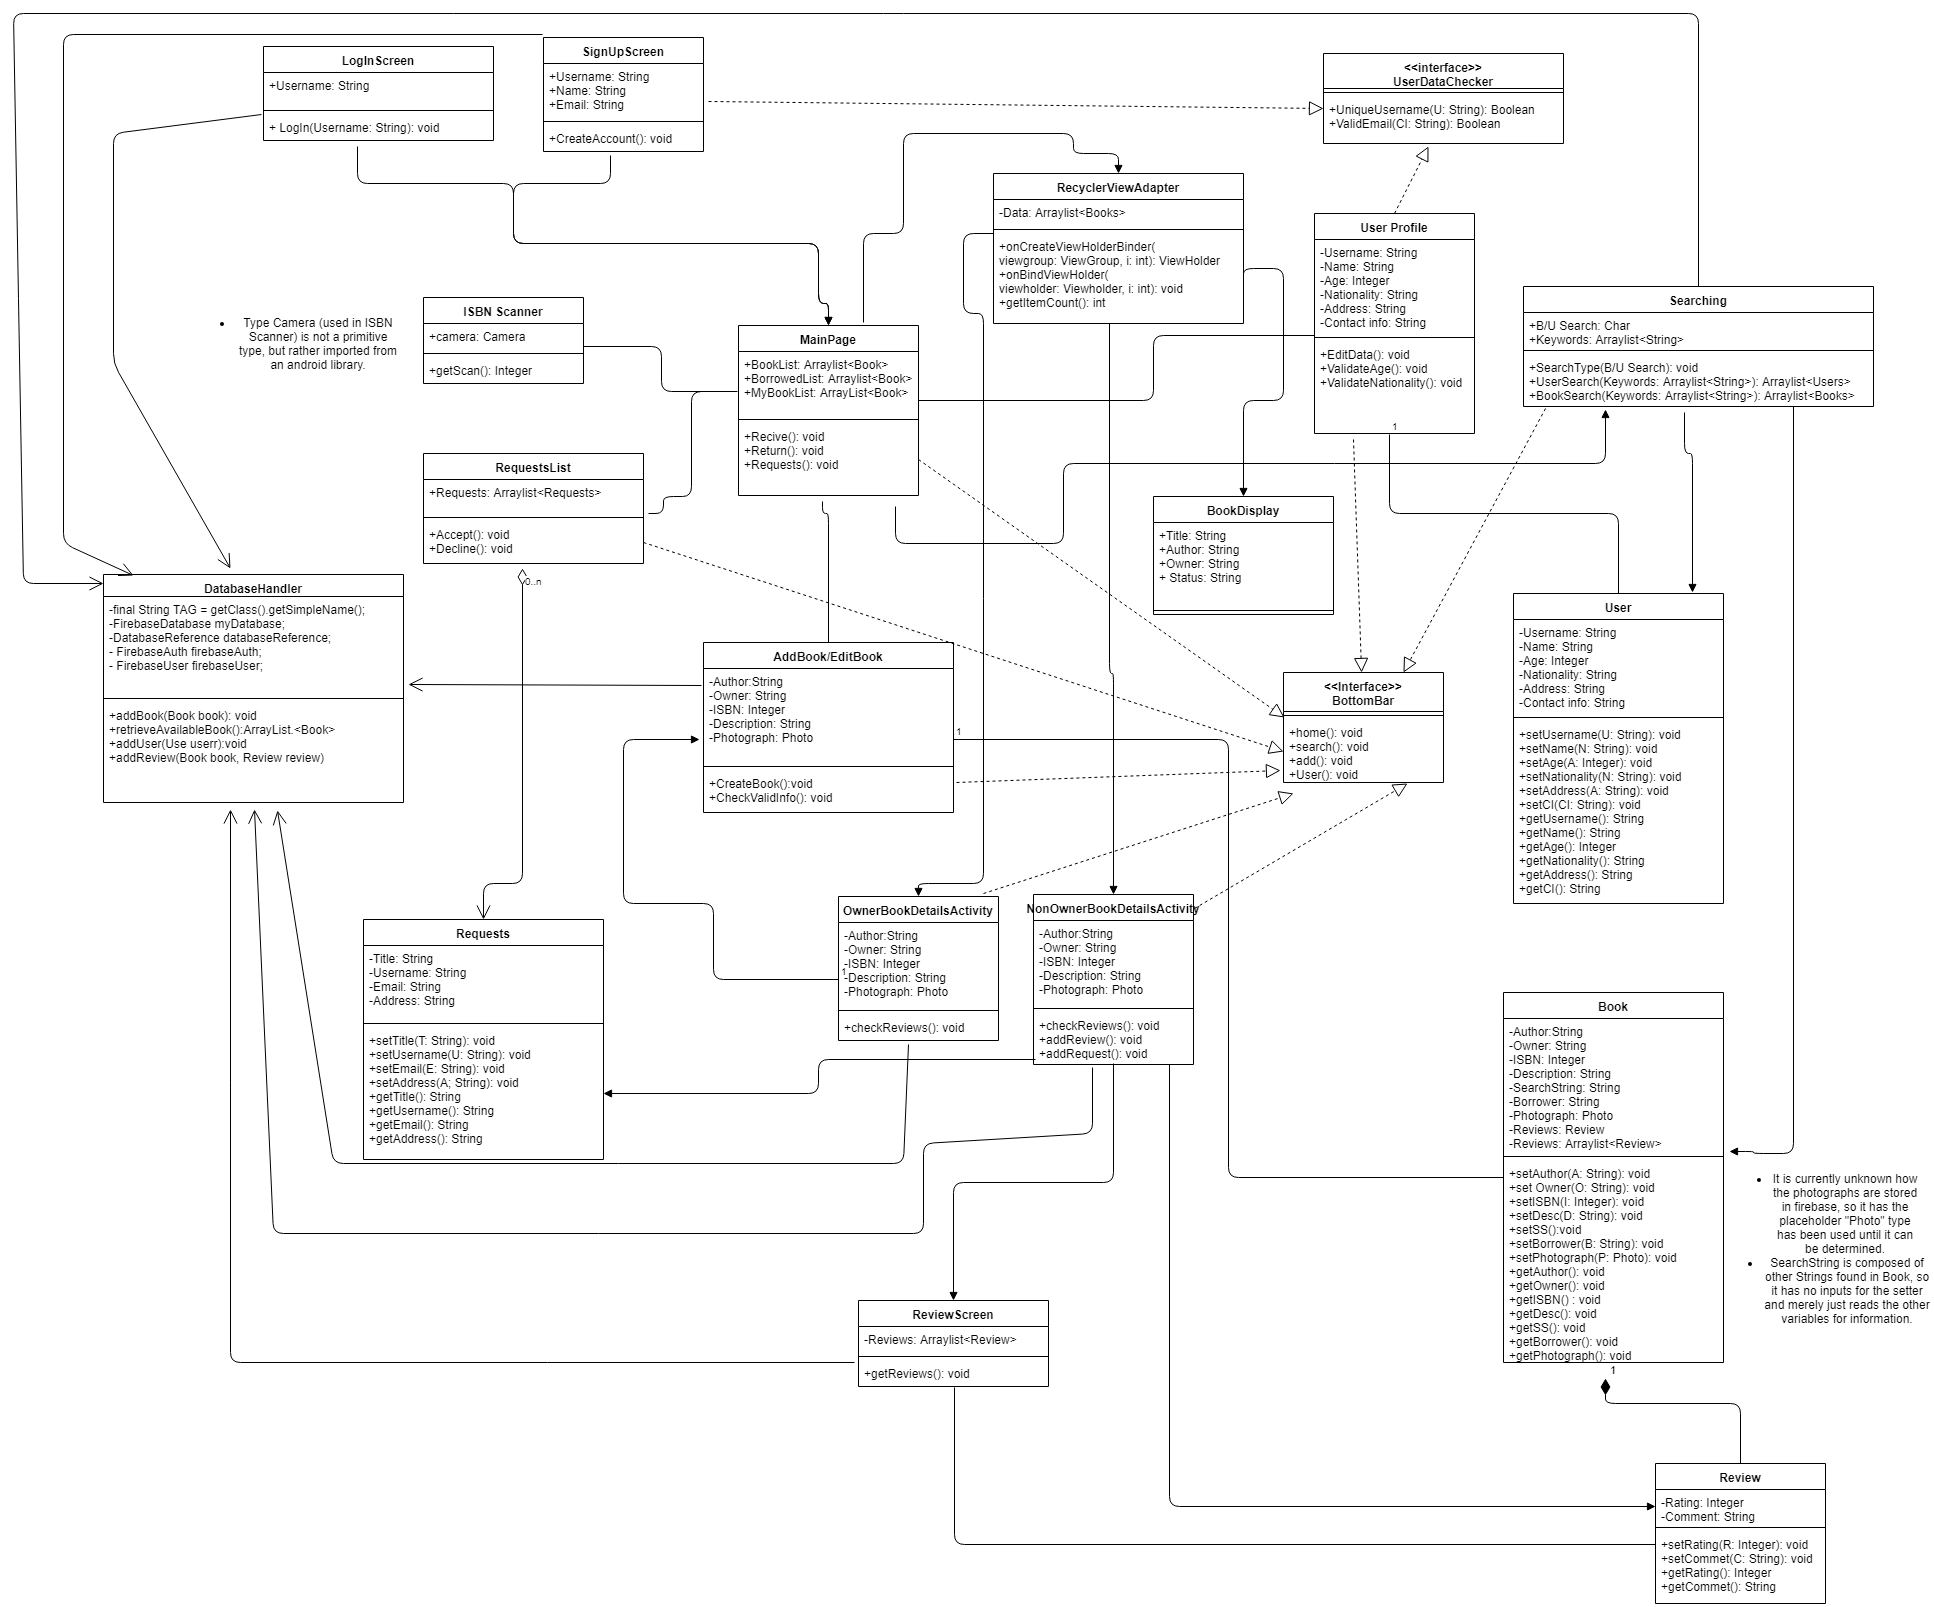 LogInScreen
+Username: String
+ LogIn(Username: String): void
SignUpScreen
+Username: String
+Name: String
+Email: String
+CreateAccount(): void
<<interface>>
UserDataChecker
+UniqueUsername(U: String): Boolean
+ValidEmail(CI: String): Boolean
RecyclerViewAdapter
-Data: Arraylist<Books>
+onCreateViewHolderBinder(
viewgroup: ViewGroup, i: int): ViewHolder
+onBindViewHolder(
viewholder: Viewholder, i: int): void
+getItemCount(): int
User Profile
-Username: String
-Name: String
-Age: Integer
-Nationality: String
-Address: String
-Contact info: String
+EditData(): void
+ValidateAge(): void
+ValidateNationality(): void
1
Searching
+B/U Search: Char
+Keywords: Arraylist<String>
+SearchType(B/U Search): void
+UserSearch(Keywords: Arraylist<String>): Arraylist<Users>
+BookSearch(Keywords: Arraylist<String>): Arraylist<Books>
• Type Camera (used in ISBN
Scanner) is not a primitive
type, but rather imported from
an android library.
ISBN Scanner
+camera: Camera
+getScan(): Integer
MainPage
+BookList: Arraylist<Book>
+BorrowedList: Arraylist<Book>
+MyBookList: ArrayList<Book>
+Recive(): void
+Return(): void
+Requests(): void
RequestsList
+Requests: Arraylist<Requests>
+Accept(): void
+Decline(): void
0..n
BookDisplay
+Title: String
+Author: String
+Owner: String
+ Status: String
DatabaseHandler
-final String TAG = getClass().getSimpleName();
-FirebaseDatabase myDatabase;
-DatabaseReference databaseReference;
- FirebaseAuth firebaseAuth;
- FirebaseUser firebaseUser;
+addBook(Book book): void
+retrieveAvailableBook():ArrayList.<Book>
+addUser(Use userr):void
+addReview(Book book, Review review)
AddBook/EditBook
-Author:String
-Owner: String
-ISBN: Integer
-Description: String
-Photograph: Photo
+CreateBook():void
+CheckValidInfo(): void
1
<<Interface>>
BottomBar
+home(): void
+search(): void
+add(): void
+User(): void
User
-Username: String
-Name: String
-Age: Integer
-Nationality: String
-Address: String
-Contact info: String
+setUsername(U: String): void
+setName(N: String): void
+setAge(A: Integer): void
+setNationality(N: String): void
+setAddress(A: String): void
+setCI(CI: String): void
+getUsername(): String
+getName(): String
+getAge(): Integer
+getNationality(): String
+getAddress(): String
+getCI(): String
Requests
-Title: String
-Username: String
-Email: String
-Address: String
+setTitle(T: String): void
+setUsername(U: String): void
+setEmail(E: String): void
+setAddress(A; String): void
+getTitle(): String
+getUsername(): String
+getEmail(): String
+getAddress(): String
OwnerBookDetailsActivity
-Author:String
-Owner: String
-ISBN: Integer
1
-Description: String
-Photograph: Photo
+checkReviews(): void
NonOwnerBookDetailsActivity
-Author:String
-Owner: String
-ISBN: Integer
-Description: String
-Photograph: Photo
+checkReviews(): void
+addReview(): void
+addRequest(): void
Book
-Author:String
-Owner: String
-ISBN: Integer
-Description: String
-SearchString: String
-Borrower: String
-Photograph: Photo
-Reviews: Review
-Reviews: Arraylist<Review>
+setAuthor(A: String): void
+set Owner(O: String): void
+setISBN(I: Integer): void
+setDesc(D: String): void
+setSS():void
+setBorrower(B: String): void
+setPhotograph(P: Photo): void
+getAuthor(): void
+getOwner(): void
+getISBN() : void
+getDesc(): void
+getSS(): void
+getBorrower(): void
+getPhotograph(): void
1
• It is currently unknown how
the photographs are stored
in firebase, so it has the
placeholder "Photo" type
has been used until it can
be determined.
• SearchString is composed of
other Strings found in Book, so
it has no inputs for the setter
and merely just reads the other
variables for information.
ReviewScreen
-Reviews: Arraylist<Review>
+getReviews(): void
Review
-Rating: Integer
-Comment: String
+setRating(R: Integer): void
+setCommet(C: String): void
+getRating(): Integer
+getCommet(): String